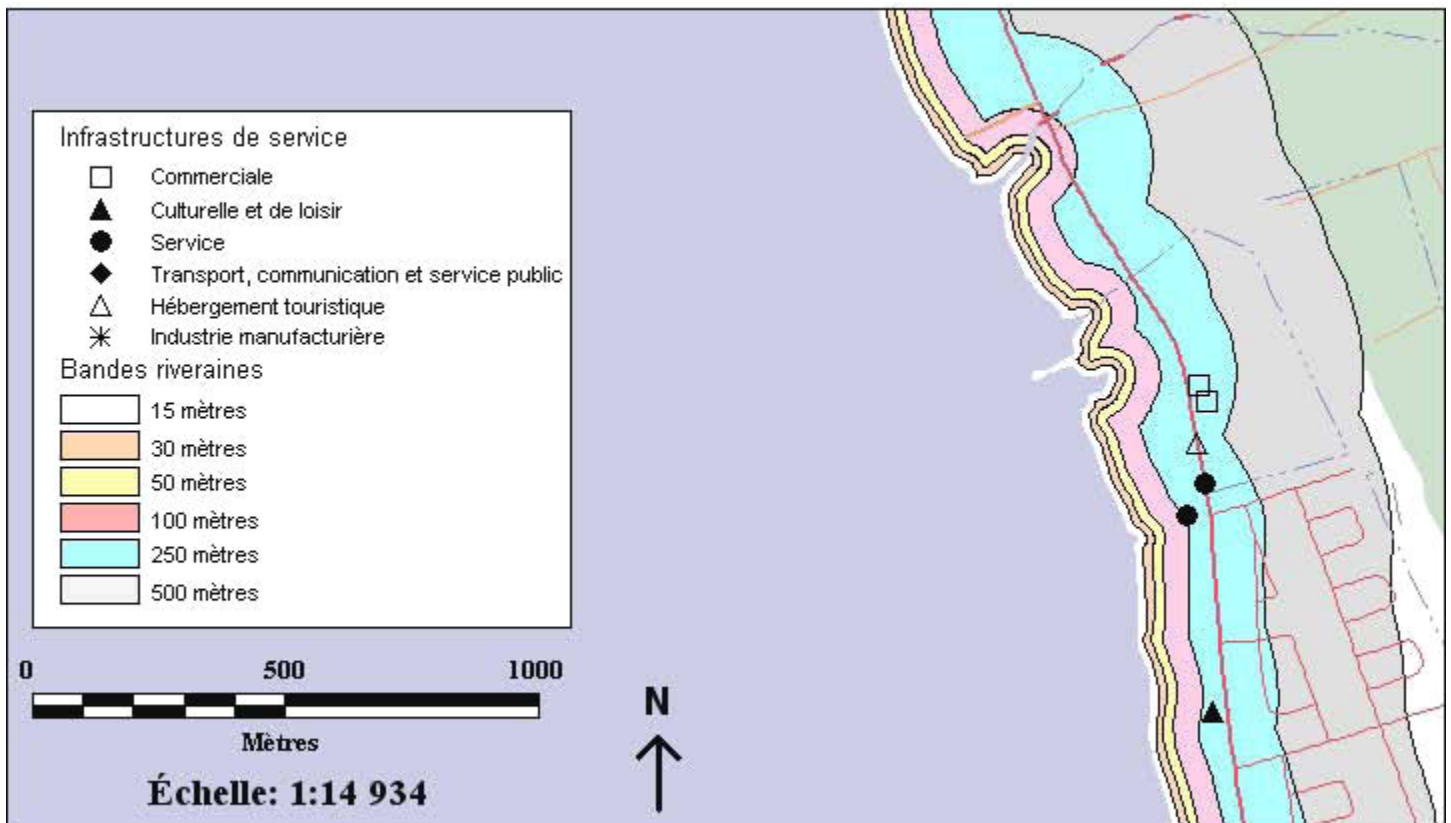 Infrastructures de service
Commerciale
Culturelle et de loisir
Service
Transport, communication et service public
Hébergement touristique
Industrie manufacturière
Bandes riveraines
15 mètres
30 mètres
50 mètres
100 mètres
250 mètres
500 mètres
0 500 1000
Mètres
Échelle: 1:14 934
N